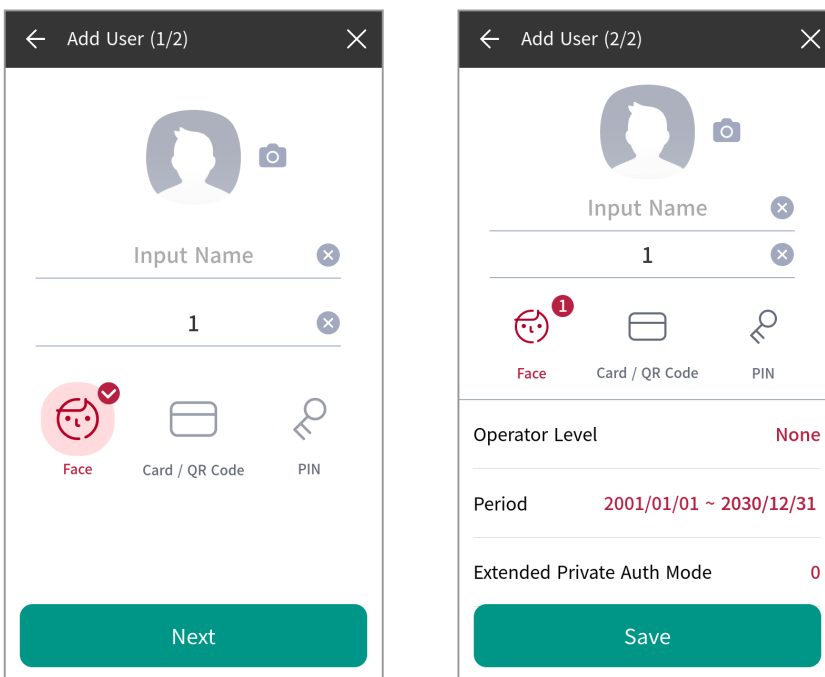 Add User (1/2)
Input Name
1
Face
Card / QR Code
PIN
Next
Add User (2/2)
Input Name
1
1
Face
Card / QR Code
PIN
Operator Level None
Period 2001/01/01 ~ 2030/12/31
Extended Private Auth Mode 0
Save